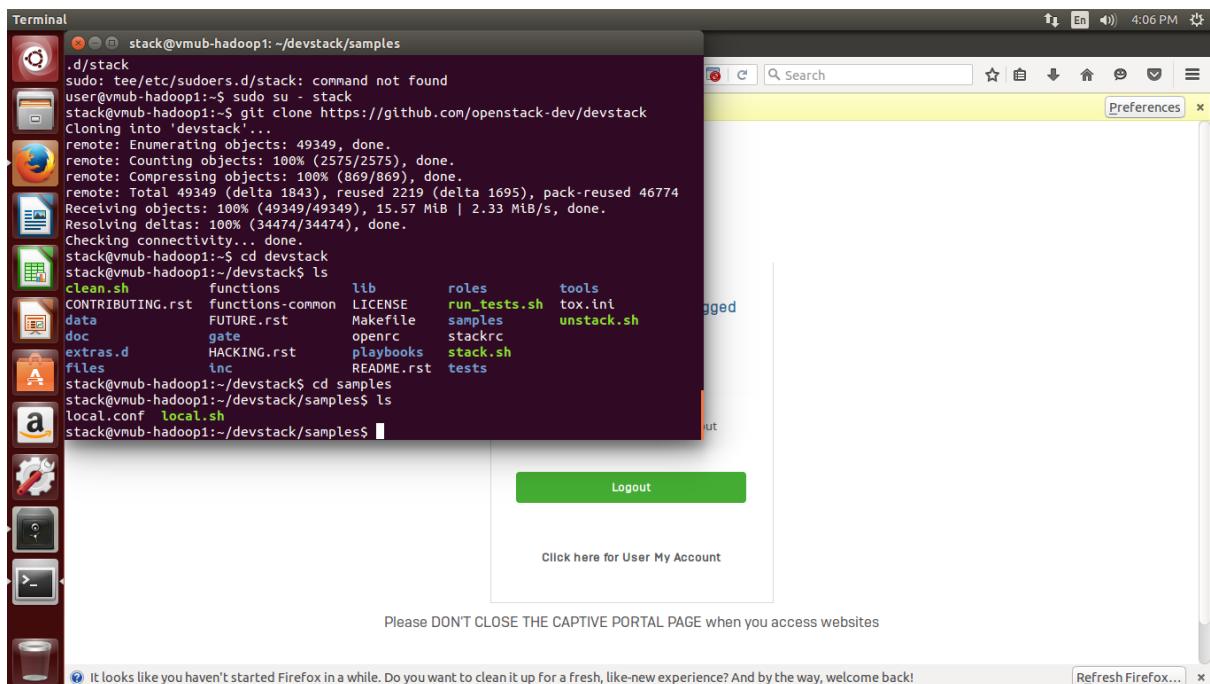 Terminal
En
4:06 PM
stack@vmub-hadoop1: ~/devstack/samples
.d/stack
sudo: tee/etc/sudoers.d/stack: command not found
user@vmub-hadoop1:~$ sudo su - stack
stack@vmub-hadoop1:~$ git clone https://github.com/openstack-dev/devstack
Cloning into 'devstack'...
remote: Enumerating objects: 49349, done.
remote: Counting objects: 100% (2575/2575), done.
remote: Compressing objects: 100% (869/869), done.
remote: Total 49349 (delta 1843), reused 2219 (delta 1695), pack-reused 46774
Receiving objects: 100% (49349/49349), 15.57 MiB | 2.33 MiB/s, done.
Resolving deltas: 100% (34474/34474), done.
Checking connectivity... done.
stack@vmub-hadoop1:~$ cd devstack
stack@vmub-hadoop1:~/devstack$ ls
clean.sh functions lib roles tools
CONTRIBUTING.rst functions-common LICENSE run_tests.sh tox.ini
data FUTURE.rst Makefile samples unstack.sh
doc gate openrc stackrc
extras.d HACKING.rst playbooks stack.sh
files inc README.rst tests
stack@vmub-hadoop1:~/devstack$ cd samples
stack@vmub-hadoop1:~/devstack/samples$ ls
local.conf local.sh
stack@vmub-hadoop1:~/devstack/samples$
Search
Preferences
gged
out
Logout
Click here for User My Account
Please DON'T CLOSE THE CAPTIVE PORTAL PAGE when you access websites
It looks like you haven't started Firefox in a while. Do you want to clean it up for a fresh, like-new experience? And by the way, welcome back!
Refresh Firefox...